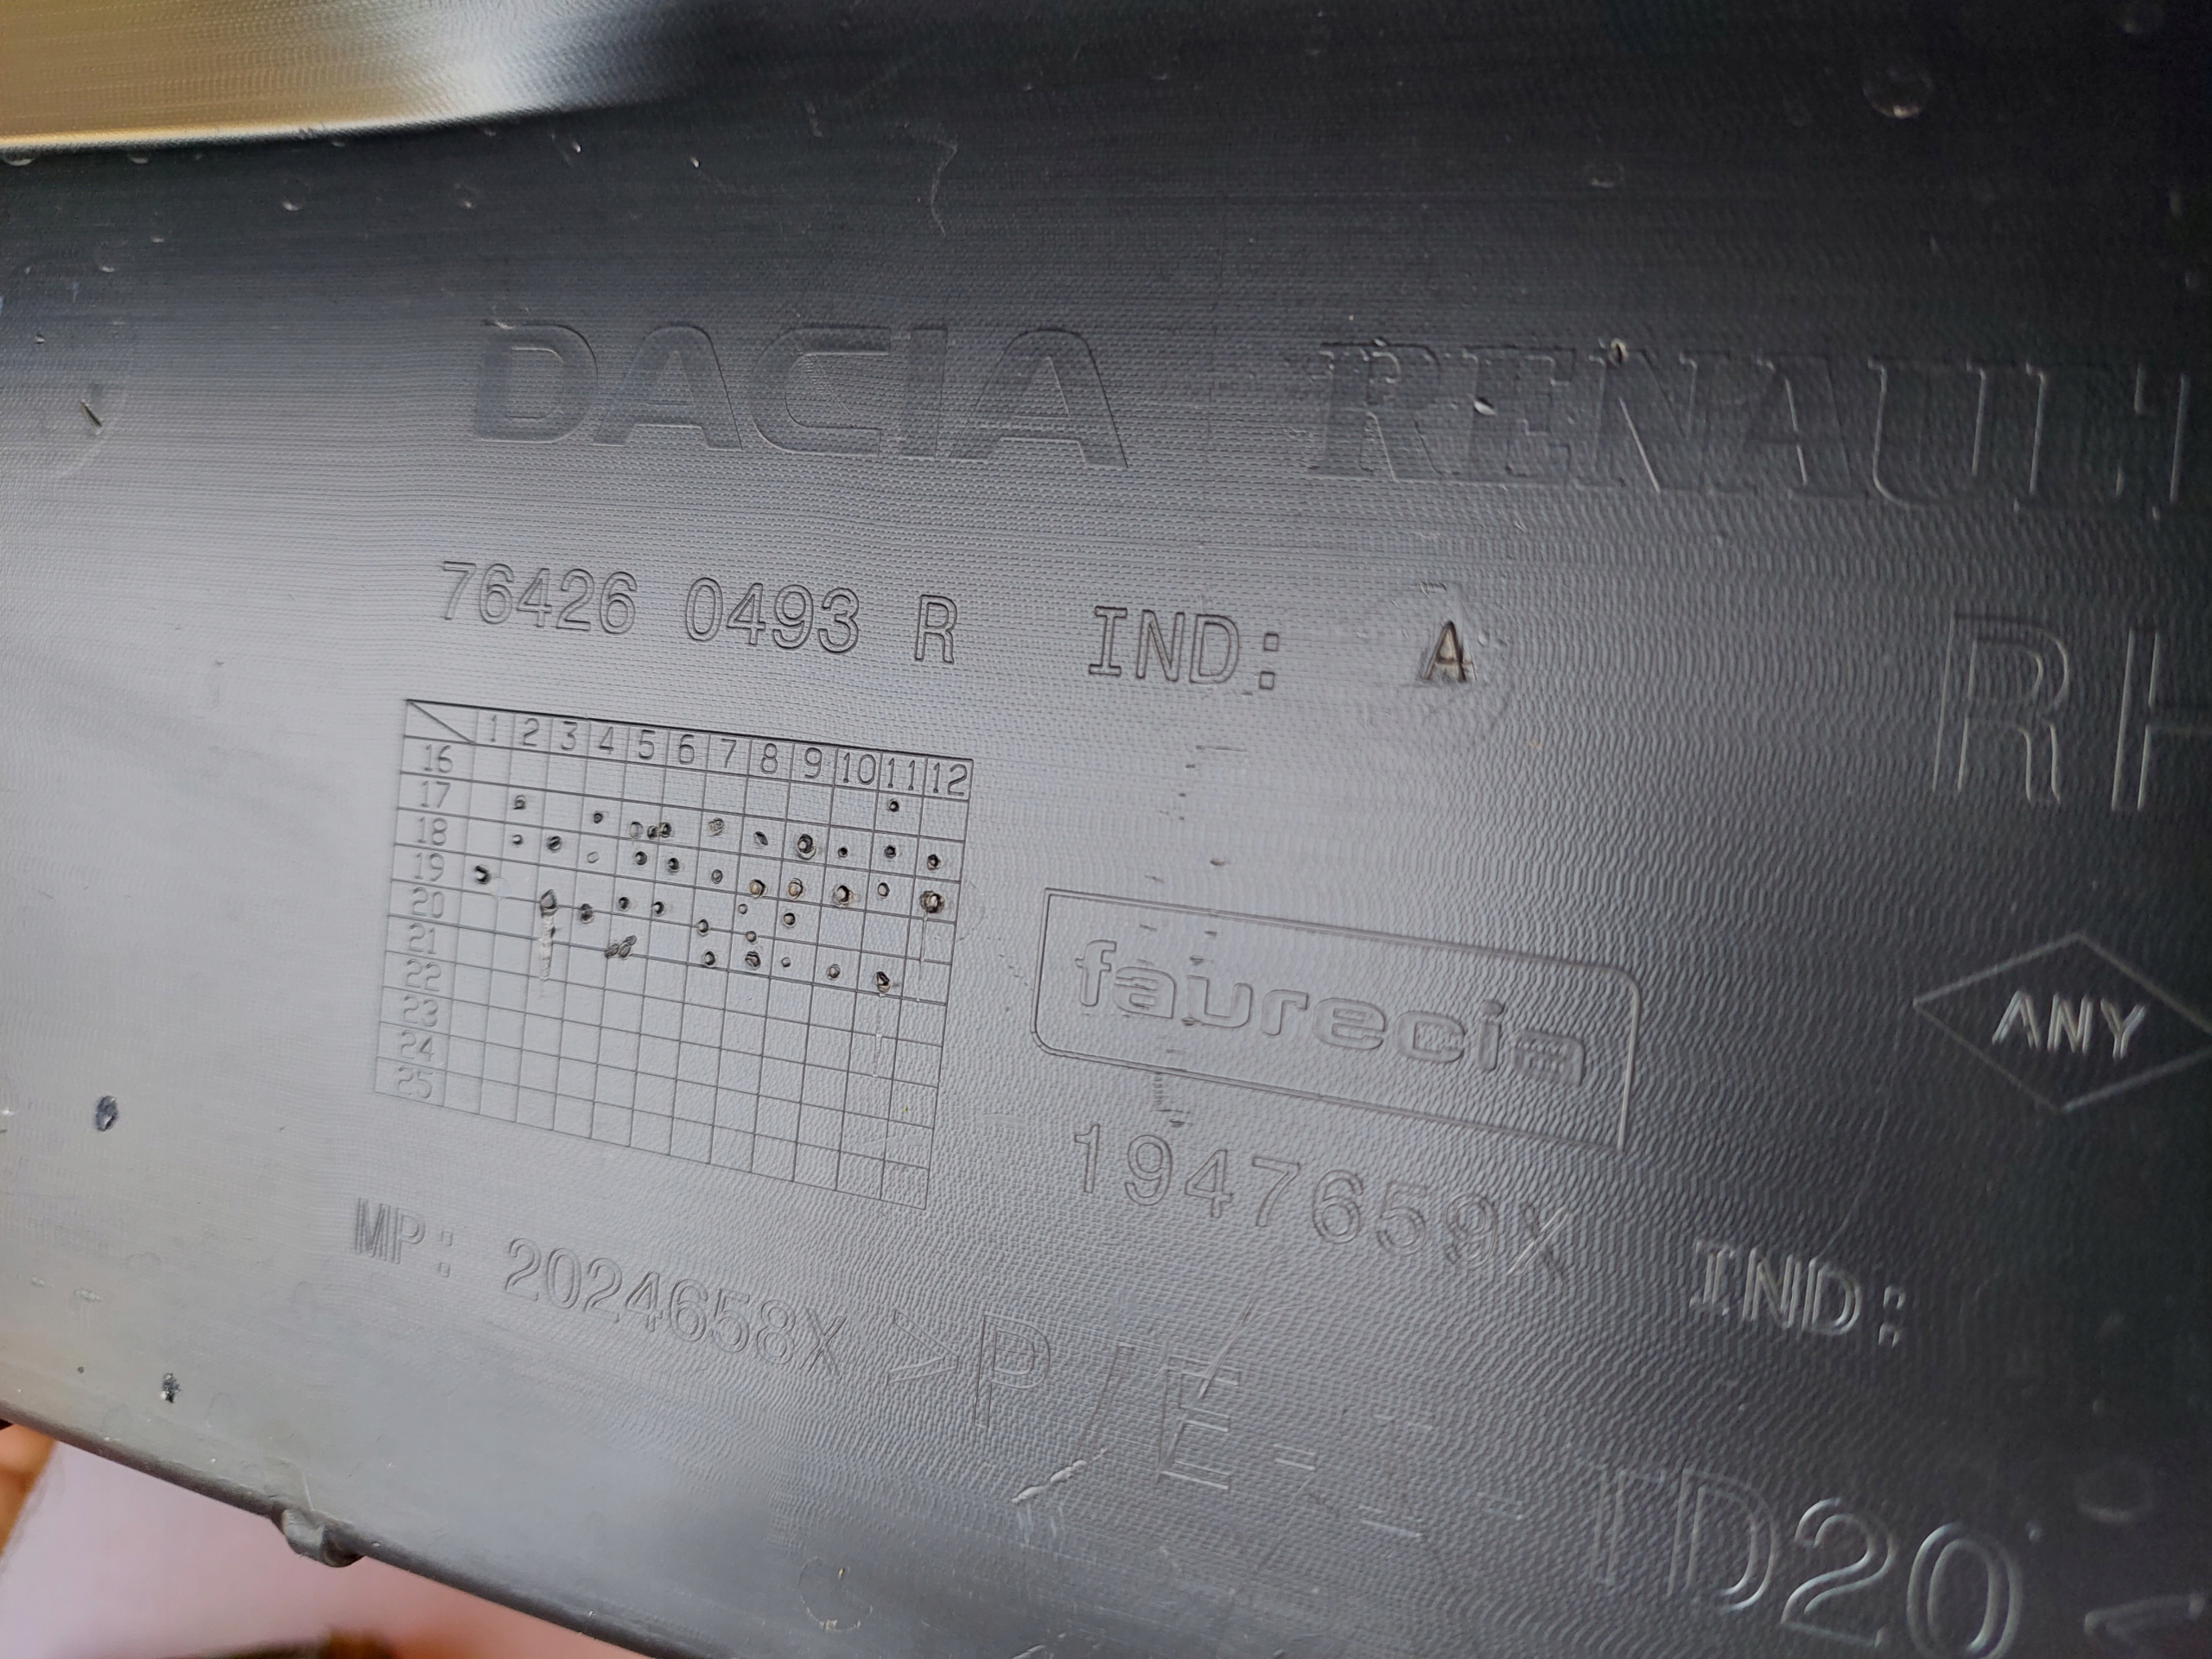 DACIA RENAULT
76426 0493 R IND: A
RH
1 2 3 4 5 6 7 8 9 10 11 12
16
17
18
19
20
21
22
23
24
25
faurecia
ANY
1947659X IND:
MP: 2024658X >P/E-TD20<